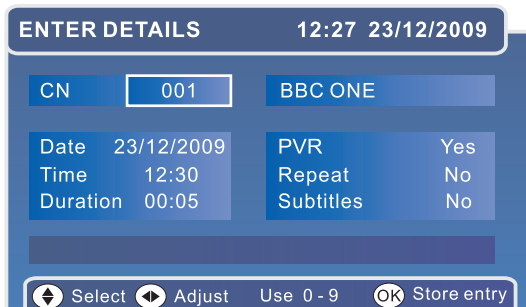 ENTER DETAILS 12:27 23/12/2009
CN 001 BBC ONE
Date 23/12/2009 PVR Yes
Time 12:30 Repeat No
Duration 00:05 Subtitles No
Select Adjust Use 0 - 9 OK Store entry